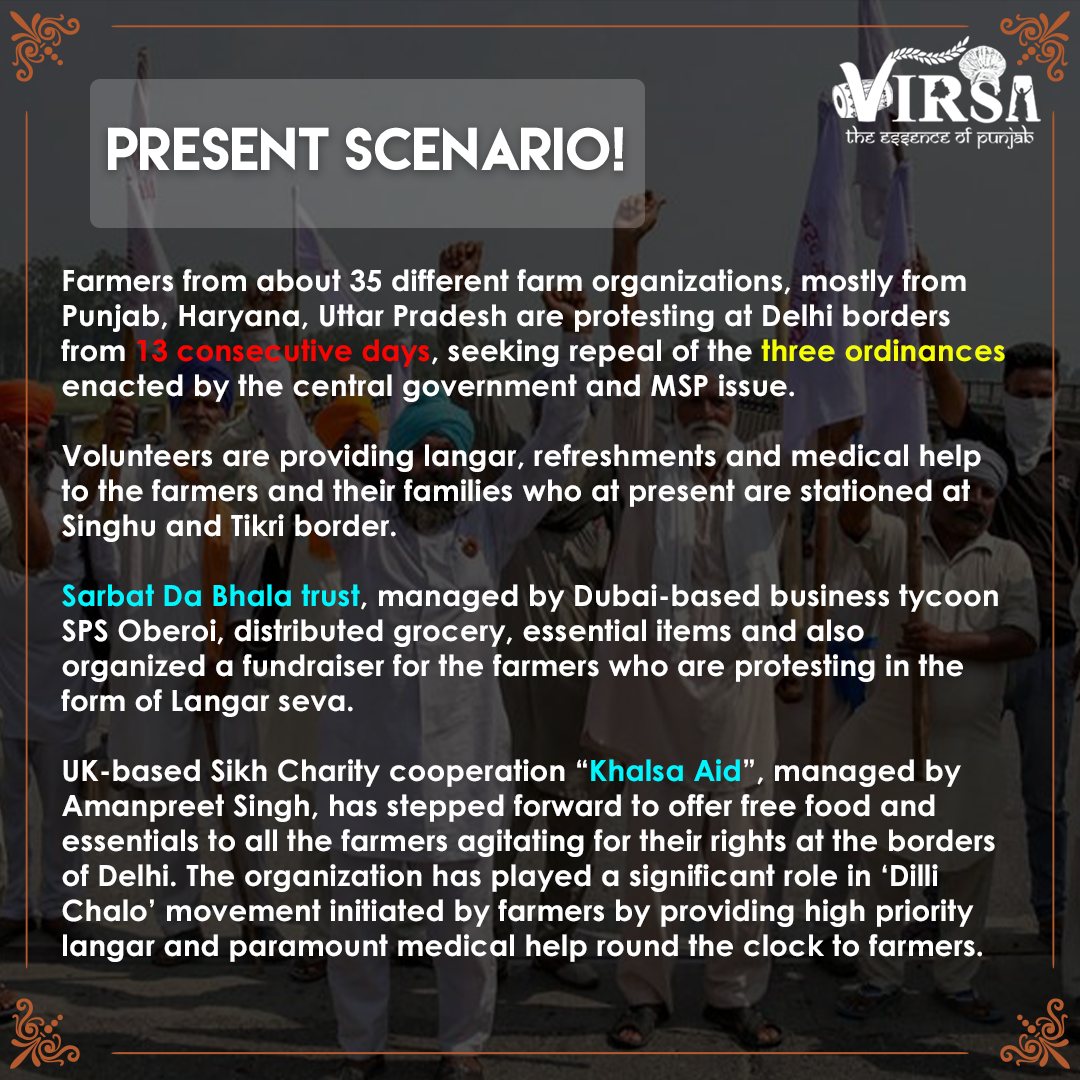 VIRSA
the essence of punjab
PRESENT SCENARIO!
Farmers from about 35 different farm organizations, mostly from
Punjab, Haryana, Uttar Pradesh are protesting at Delhi borders
from 13 consecutive days, seeking repeal of the three ordinances
enacted by the central government and MSP issue.
Volunteers are providing langar, refreshments and medical help
to the farmers and their families who at present are stationed at
Singhu and Tikri border.
Sarbat Da Bhala trust, managed by Dubai-based business tycoon
SPS Oberoi, distributed grocery, essential items and also
organized a fundraiser for the farmers who are protesting in the
form of Langar seva.
UK-based Sikh Charity cooperation “Khalsa Aid”, managed by
Amanpreet Singh, has stepped forward to offer free food and
essentials to all the farmers agitating for their rights at the borders
of Delhi. The organization has played a significant role in ‘Dilli
Chalo’ movement initiated by farmers by providing high priority
langar and paramount medical help round the clock to farmers.